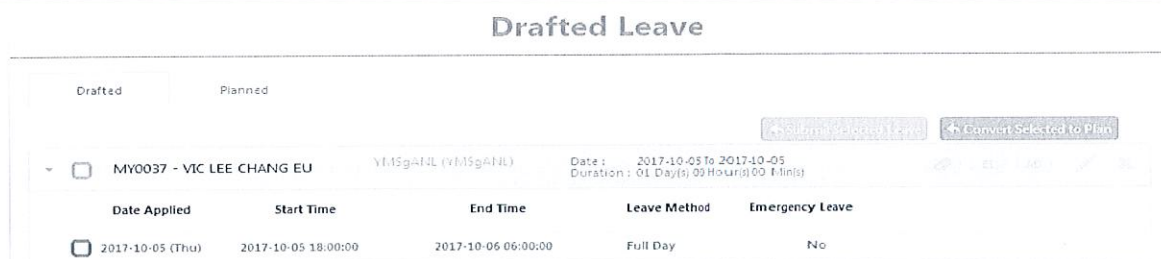 Drafted Leave
Drafted Planned
Submit Selected Leave Convert Selected to Plan
MY0037 - VIC LEE CHANG EU YMSgANL (YMSgANL) Date : 2017-10-05 To 2017-10-05
Duration : 01 Day(s) 00 Hour(s) 00 Min(s)
Date Applied Start Time End Time Leave Method Emergency Leave
2017-10-05 (Thu) 2017-10-05 18:00:00 2017-10-06 06:00:00 Full Day No